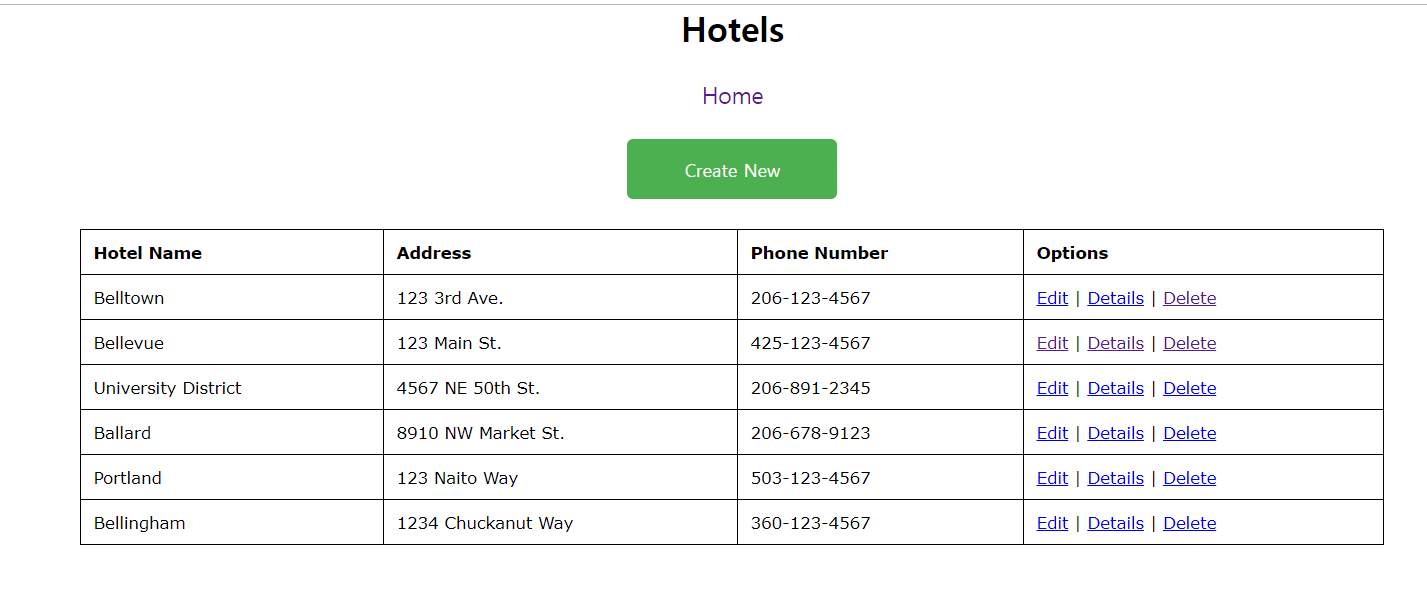 Hotels
Home
Create New
Hotel Name Address Phone Number Options
Belltown 123 3rd Ave. 206-123-4567 Edit | Details | Delete
Bellevue 123 Main St. 425-123-4567 Edit | Details | Delete
University District 4567 NE 50th St. 206-891-2345 Edit | Details | Delete
Ballard 8910 NW Market St. 206-678-9123 Edit | Details | Delete
Portland 123 Naito Way 503-123-4567 Edit | Details | Delete
Bellingham 1234 Chuckanut Way 360-123-4567 Edit | Details | Delete